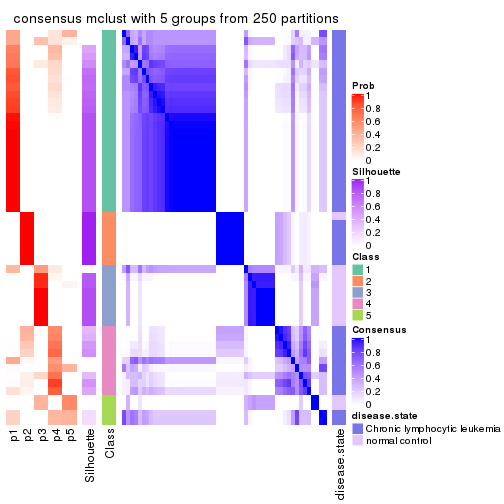 consensus mclust with 5 groups from 250 partitions
Prob
1
0.8
0.6
0.4
0.2
0
Silhouette
1
0.8
0.6
0.4
0.2
0
Class
1
2
3
4
5
Consensus
1
0.8
0.6
0.4
0.2
0
disease.state
Chronic lymphocytic leukemia
normal control
p1
p2
p3
p4
p5
Silhouette
Class
disease.state